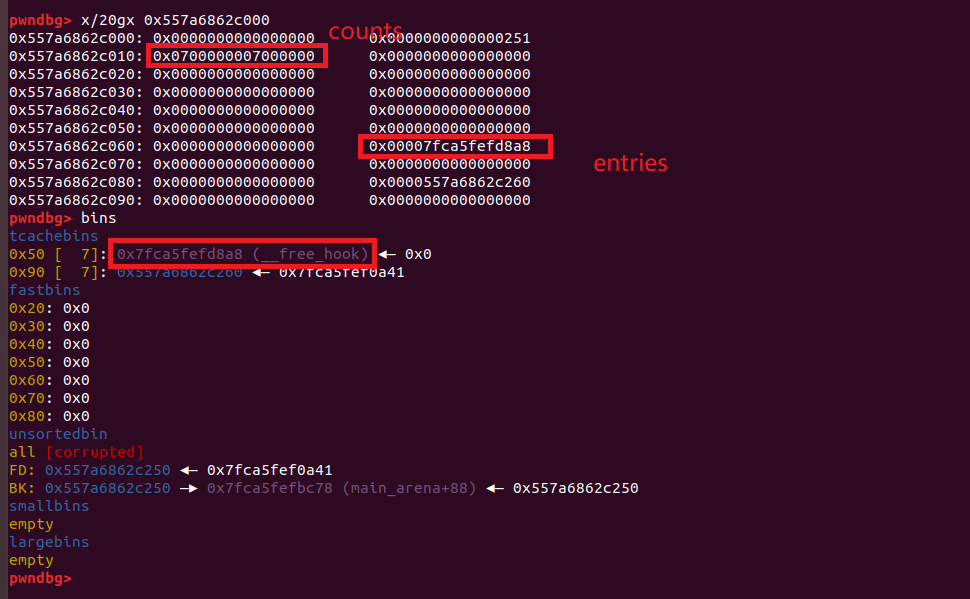 pwndbg> x/20gx 0x557a6862c000
0x557a6862c000: 0x0000000000000000 0x0000000000000251
counts
0x557a6862c010: 0x0700000007000000 0x0000000000000000
0x557a6862c020: 0x0000000000000000 0x0000000000000000
0x557a6862c030: 0x0000000000000000 0x0000000000000000
0x557a6862c040: 0x0000000000000000 0x0000000000000000
0x557a6862c050: 0x0000000000000000 0x0000000000000000
0x557a6862c060: 0x0000000000000000 0x00007fca5fefd8a8
0x557a6862c070: 0x0000000000000000 0x0000000000000000
entries
0x557a6862c080: 0x0000000000000000 0x0000557a6862c260
0x557a6862c090: 0x0000000000000000 0x0000000000000000
pwndbg> bins
tcachebins
0x50 [  7]: 0x7fca5fefd8a8 (__free_hook) ◂— 0x0
0x90 [  7]: 0x557a6862c260 ◂— 0x7fca5fef0a41
fastbins
0x20: 0x0
0x30: 0x0
0x40: 0x0
0x50: 0x0
0x60: 0x0
0x70: 0x0
0x80: 0x0
unsortedbin
all [corrupted]
FD: 0x557a6862c250 ◂— 0x7fca5fef0a41
BK: 0x557a6862c250 —▸ 0x7fca5fefbc78 (main_arena+88) ◂— 0x557a6862c250
smallbins
empty
largebins
empty
pwndbg>